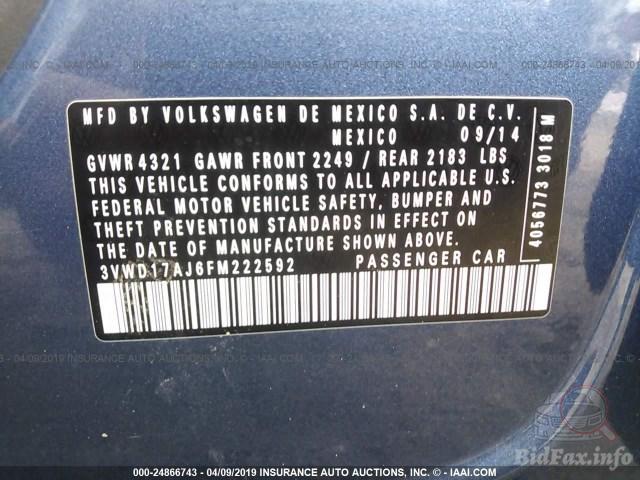 MFD BY VOLKSWAGEN DE MEXICO S.A. DE C.V.
MEXICO 09/14
GVWR 4321 GAWR FRONT 2249 / REAR 2183 LBS
THIS VEHICLE CONFORMS TO ALL APPLICABLE U.S.
FEDERAL MOTOR VEHICLE SAFETY, BUMPER AND
THEFT PREVENTION STANDARDS IN EFFECT ON
THE DATE OF MANUFACTURE SHOWN ABOVE.
3VWD17AJ6FM222592 PASSENGER CAR
4056773 3018 M
BidFax.info
000-24866743 - 04/09/2019 - INSURANCE AUTO AUCTIONS, INC. - © IAAI.COM